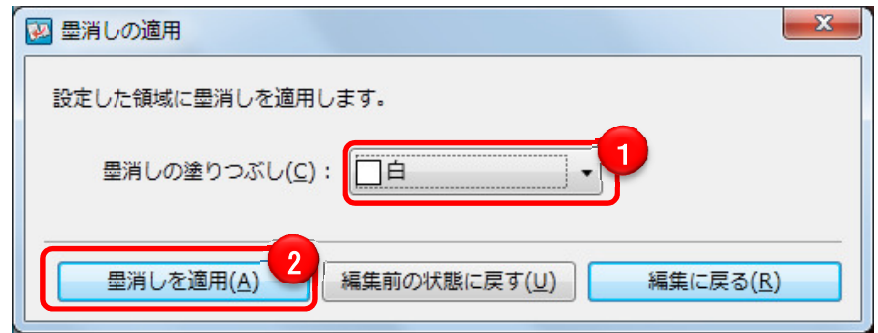 墨消しの適用
設定した領域に墨消しを適用します。
墨消しの塗りつぶし(C)： 白
1
2
墨消しを適用(A) 編集前の状態に戻す(U) 編集に戻る(R)